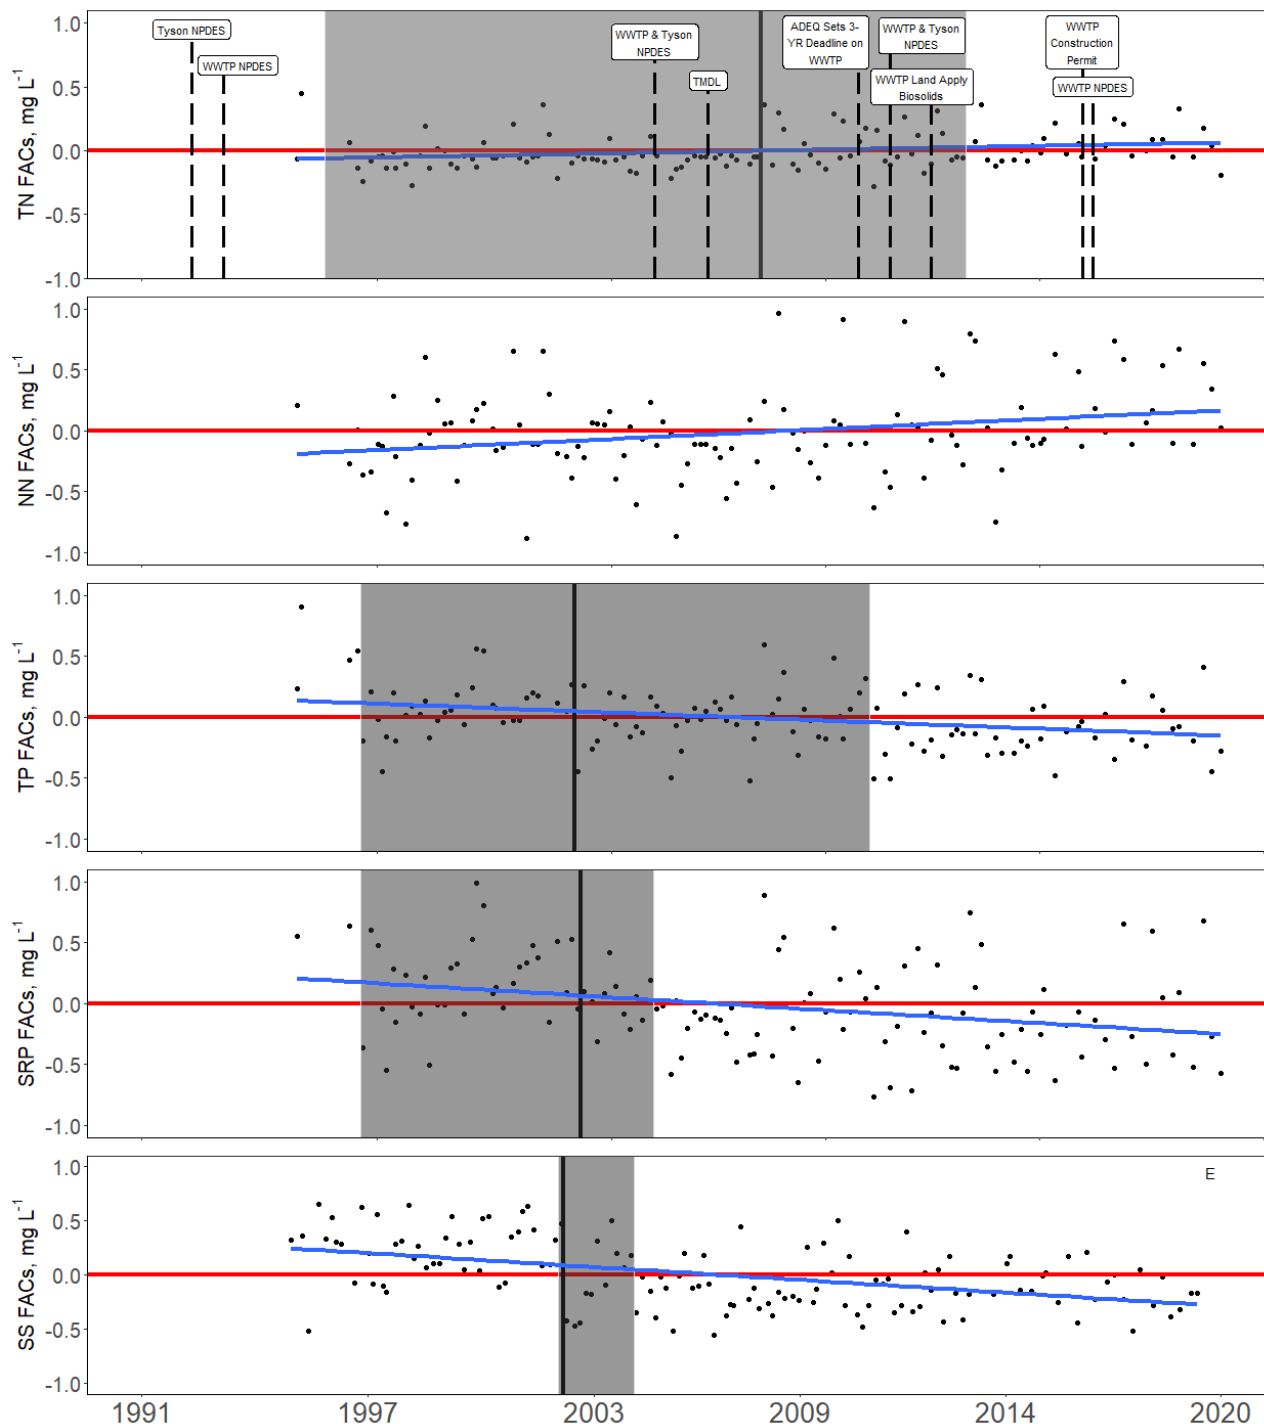 TN FACs, mg L-1
1.0
0.5
0.0
-0.5
-1.0
Tyson NPDES
WWTP NPDES
WWTP & Tyson
NPDES
TMDL
ADEQ Sets 3-
YR Deadline on
WWTP
WWTP & Tyson
NPDES
WWTP Land Apply
Biosolids
WWTP
Construction
Permit
WWTP NPDES
NN FACs, mg L-1
1.0
0.5
0.0
-0.5
-1.0
TP FACs, mg L-1
1.0
0.5
0.0
-0.5
-1.0
SRP FACs, mg L-1
1.0
0.5
0.0
-0.5
-1.0
SS FACs, mg L-1
1.0
0.5
0.0
-0.5
-1.0
E
1991 1997 2003 2009 2014 2020